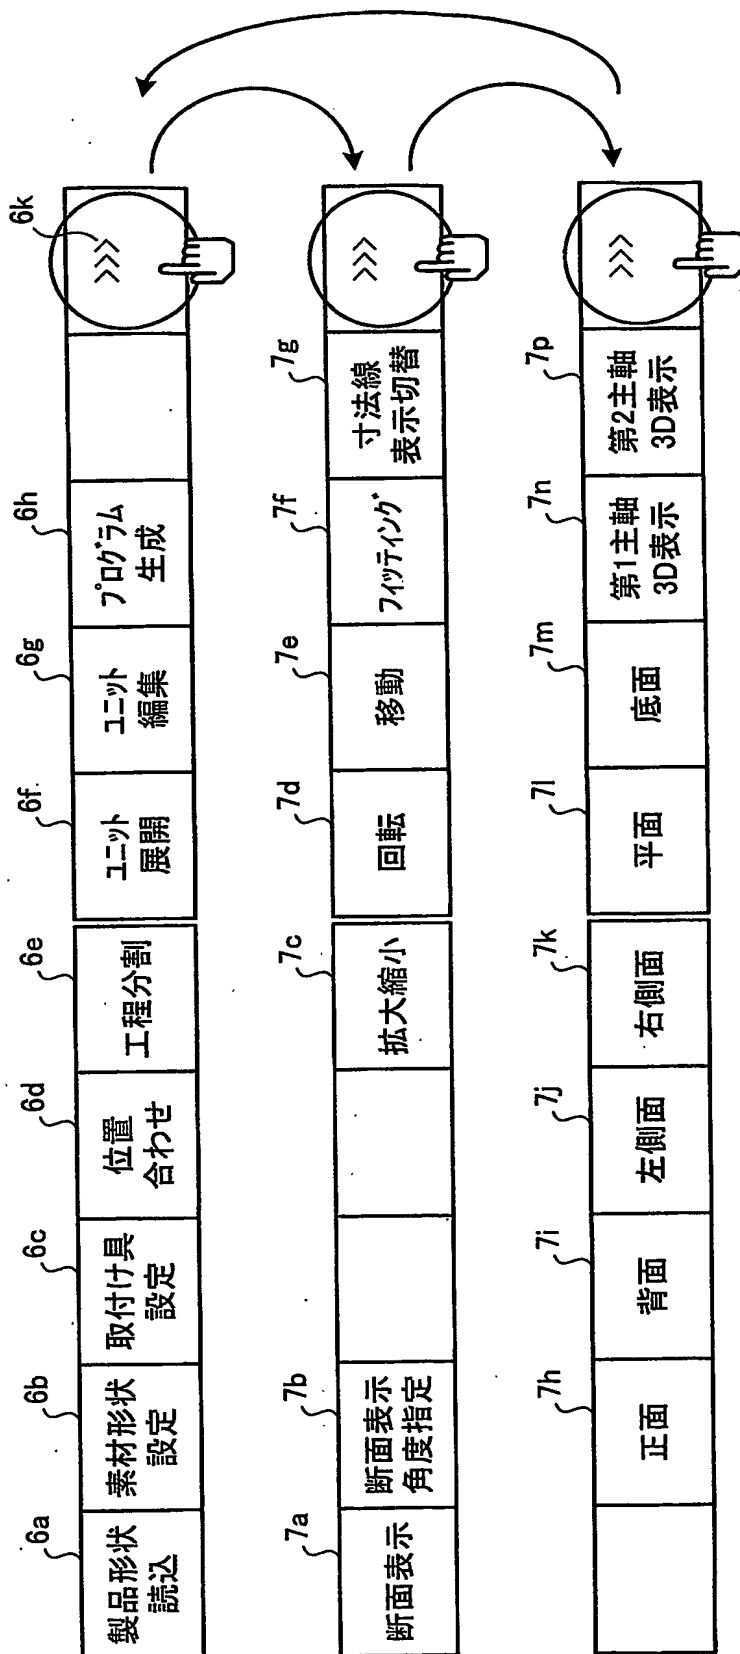 6a
製品形状
読込
6b
素材形状
設定
6c
取付け具
設定
6d
位置
合わせ
6e
工程分割
6f
ユニット
展開
6g
ユニット
編集
6h
プログラム
生成
6k
>>>
7a
断面表示
7b
断面表示
角度指定
7c
拡大縮小
7d
回転
7e
移動
7f
フィッティング
7g
寸法線
表示切替
>>>
7h
正面
7i
背面
7j
左側面
7k
右側面
7l
平面
7m
底面
7n
第1主軸
3D表示
7p
第2主軸
3D表示
>>>